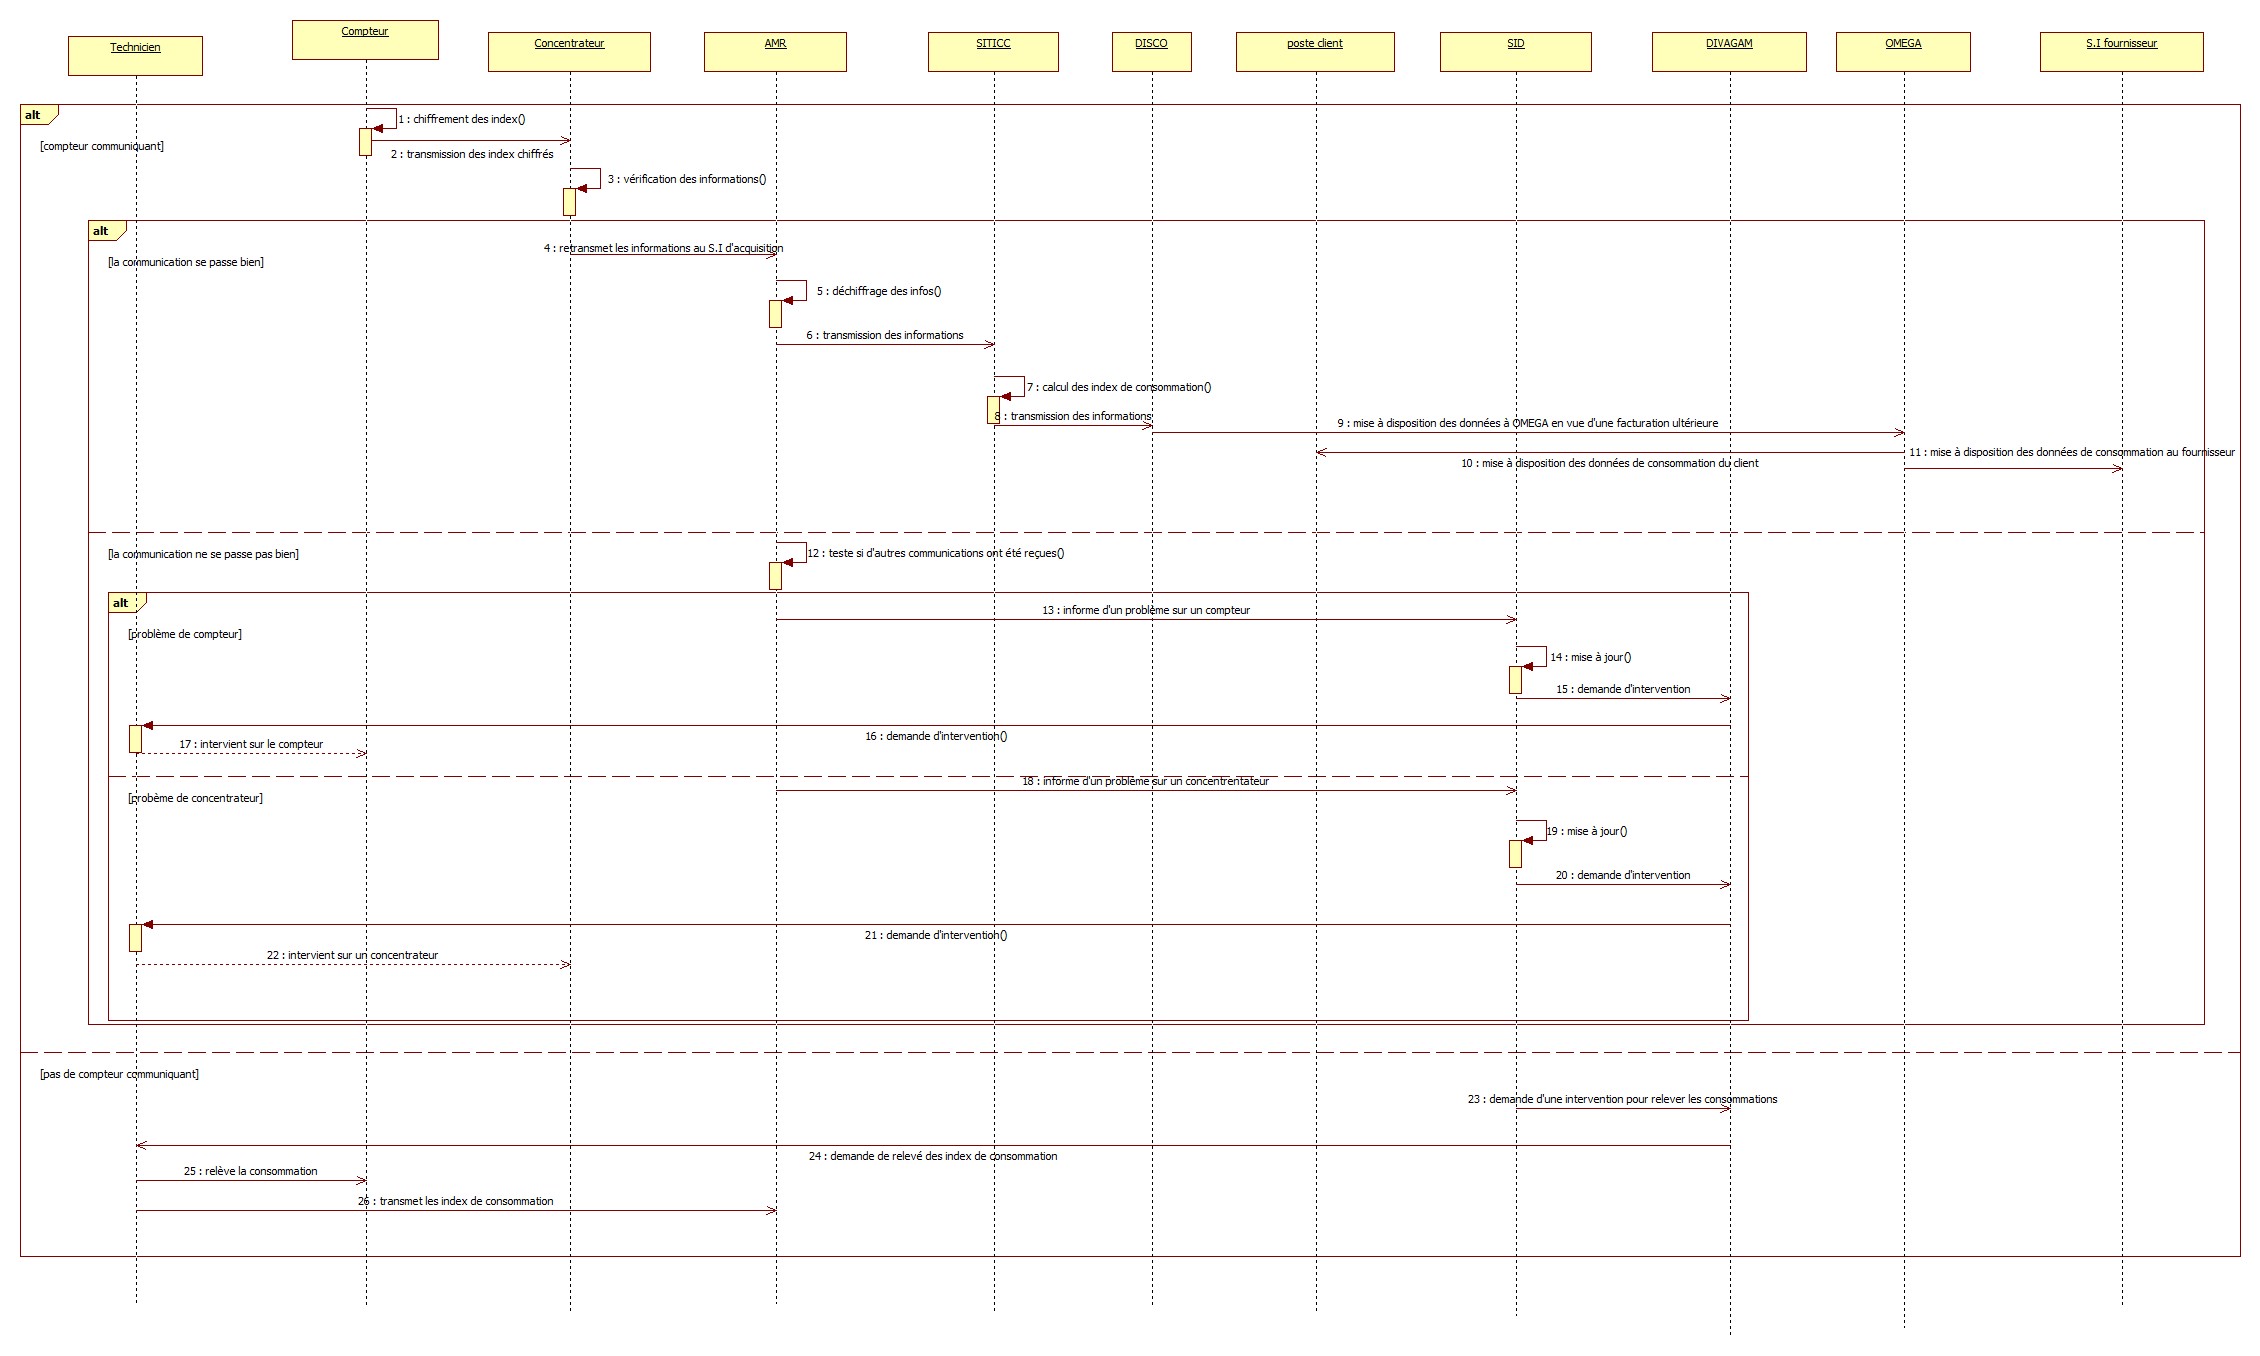 Technicien
Compteur
Concentrateur
AMR
SITICC
DISCO
poste client
SID
DIVAGAM
OMEGA
S.I fournisseur
alt
[compteur communiquant]
1 : chiffrement des index()
2 : transmission des index chiffrés
3 : vérification des informations()
alt
[la communication se passe bien]
4 : retransmet les informations au S.I d'acquisition
5 : déchiffrage des infos()
6 : transmission des informations
7 : calcul des index de consommation()
8 : transmission des informations
9 : mise à disposition des données à OMEGA en vue d'une facturation ultérieure
10 : mise à disposition des données de consommation du client
11 : mise à disposition des données de consommation au fournisseur
[la communication ne se passe pas bien]
12 : teste si d'autres communications ont été reçues()
alt
[problème de compteur]
13 : informe d'un problème sur un compteur
14 : mise à jour()
15 : demande d'intervention
16 : demande d'intervention()
17 : intervient sur le compteur
[probème de concentrateur]
18 : informe d'un problème sur un concentrentateur
19 : mise à jour()
20 : demande d'intervention
21 : demande d'intervention()
22 : intervient sur un concentrateur
[pas de compteur communiquant]
23 : demande d'une intervention pour relever les consommations
24 : demande de relevé des index de consommation
25 : relève la consommation
26 : transmet les index de consommation